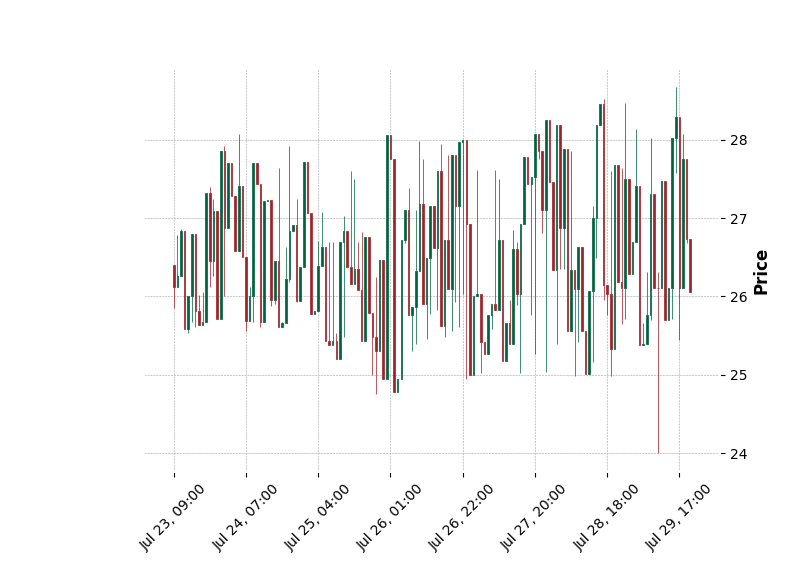 28
27
26
25
24
Price
Jul 23, 09:00
Jul 24, 07:00
Jul 25, 04:00
Jul 26, 01:00
Jul 26, 22:00
Jul 27, 20:00
Jul 28, 18:00
Jul 29, 17:00